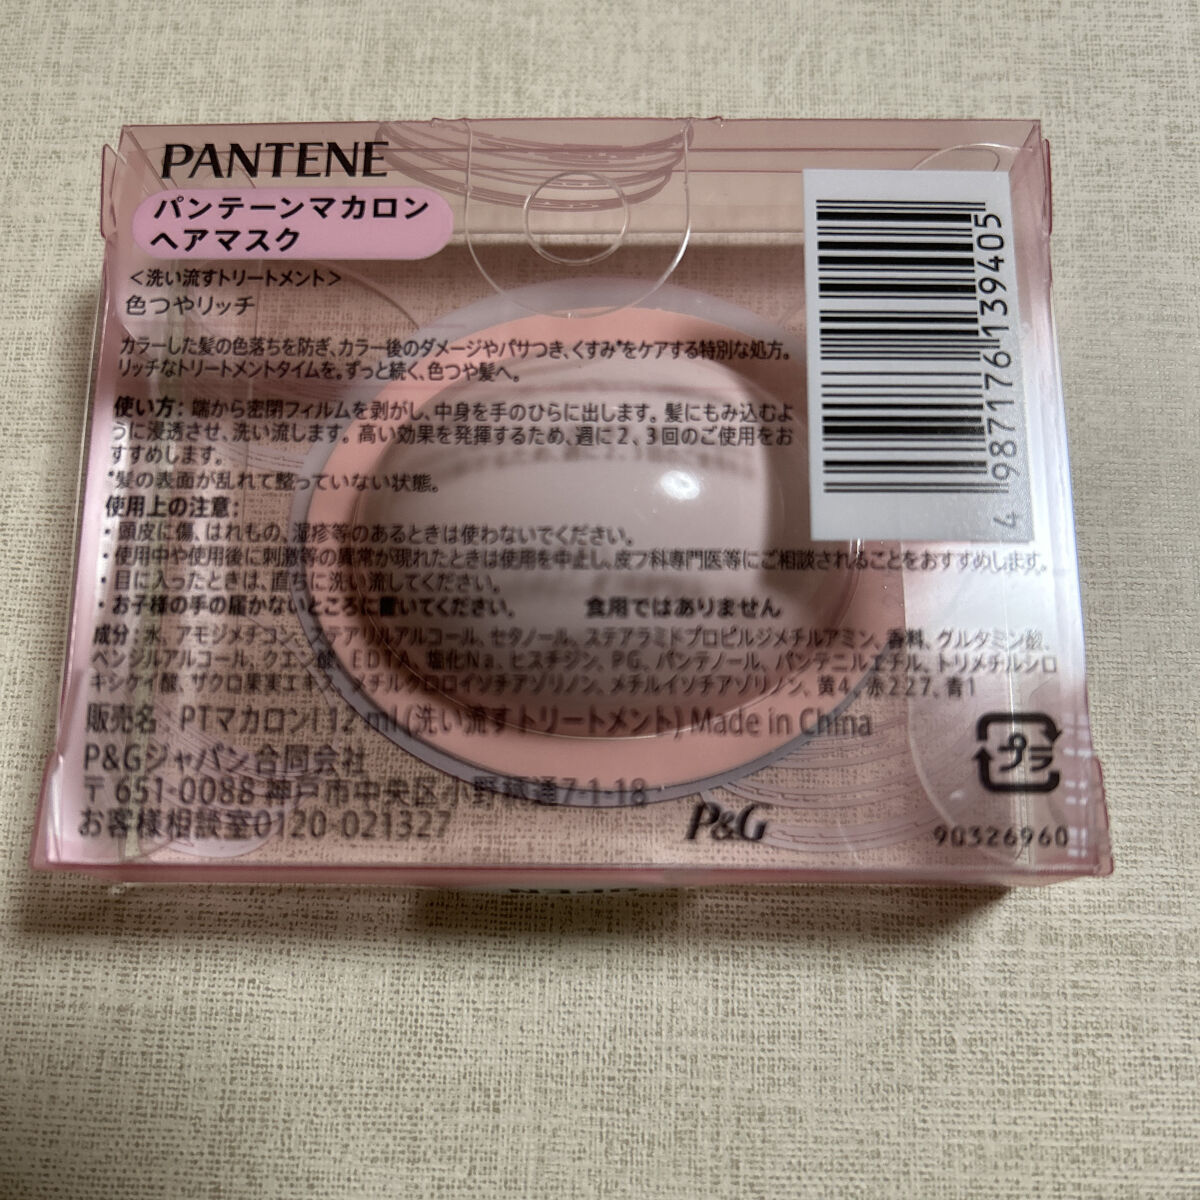 PANTENE
パンテーンマカロン
ヘアマスク
＜洗い流すトリートメント＞
色つやリッチ
カラーした髪の色落ちを防ぎ、カラー後のダメージやパサつき、くすみ*をケアする特別な処方。
リッチなトリートメントタイムを。ずっと続く、色つや髪へ。
使い方：端から密閉フィルムを剥がし、中身を手のひらに出します。髪にもみ込むよ
うに浸透させ、洗い流します。高い効果を発揮するため、週に2、3回のご使用をお
すすめします。
*髪の表面が乱れて整っていない状態。
使用上の注意：
・頭皮に傷、はれもの、湿疹等のあるときは使わないでください。
・使用中や使用後に刺激等の異常が現れたときは使用を中止し、皮フ科専門医等にご相談されることをおすすめします。
・目に入ったときは、直ちに洗い流してください。
・お子様の手の届かないところに置いてください。 食用ではありません
成分：水、アモジメチコン、ステアリルアルコール、セタノール、ステアラミドプロピルジメチルアミン、香料、グルタミン酸、
ベンジルアルコール、クエン酸、EDTA、塩化Na、ヒスチジン、PG、パンテノール、パンテニルエチル、トリメチルシロ
キシケイ酸、ザクロ果実エキス、メチルクロロイソチアゾリノン、メチルイソチアゾリノン、黄4、赤227、青1
販売名：PTマカロンI 12 ml (洗い流すトリートメント) Made in China
P&Gジャパン合同会社
〒651-0088 神戸市中央区小野柄通7-1-18
お客様相談室0120-021327
P&G
プラ
90326960
4 987176 139405